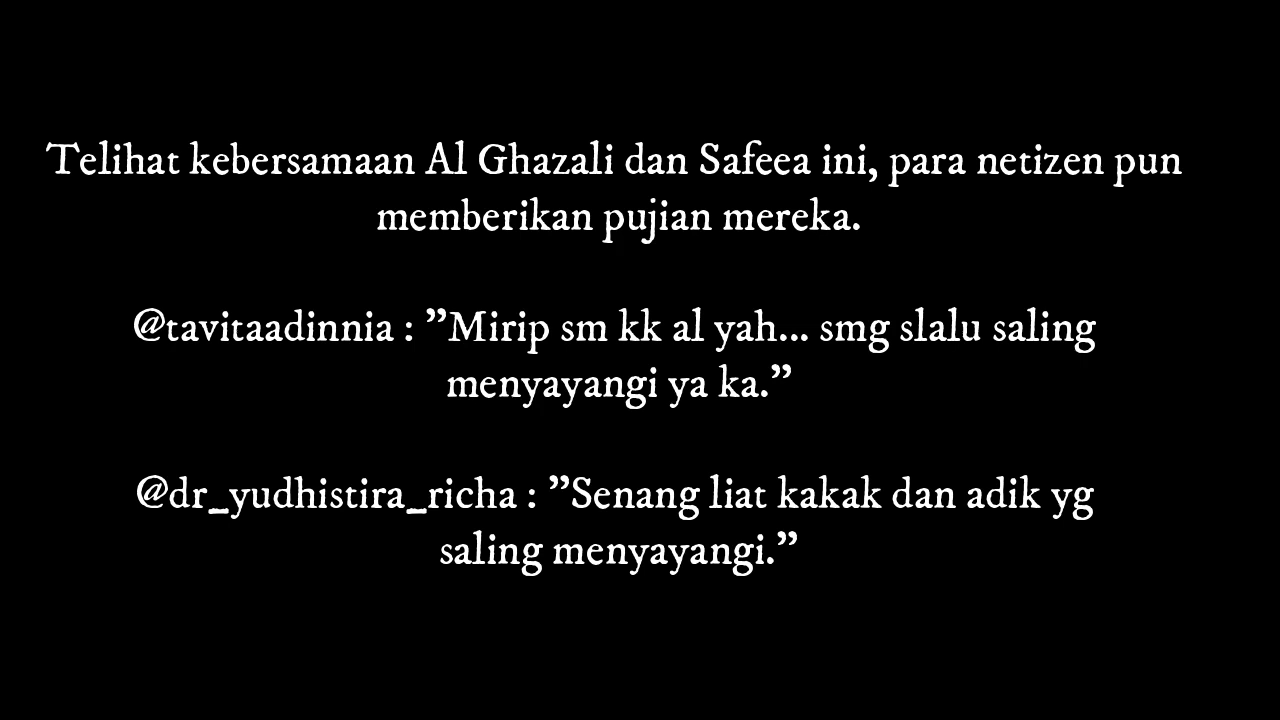 Telihat kebersamaan Al Ghazali dan Safeea ini, para netizen pun
memberikan pujian mereka.
@tavitaadinnia : ”Mirip sm kk al yah... smg slalu saling
menyayangi ya ka.”
@dr_yudhistira_richa : ”Senang liat kakak dan adik yg
saling menyayangi.”